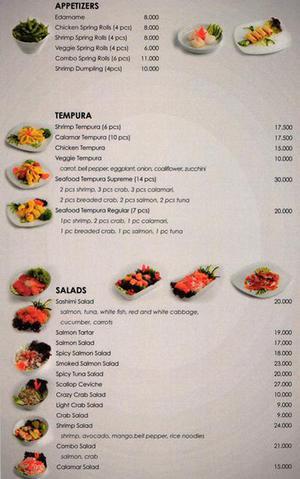 APPETIZERS
Edamame 8.000
Chicken Spring Rolls (4 pcs) 8.000
Shrimp Spring Rolls (4 pcs) 8.000
Veggie Spring Rolls (4 pcs) 6.000
Combo Spring Rolls (6 pcs) 11.000
Shrimp Dumpling (4pcs) 10.000
TEMPURA
Shrimp Tempura (6 pcs) 17.500
Calamar Tempura (10 pcs) 17.500
Chicken Tempura 15.000
Veggie Tempura 10.000
carrot, bell pepper, eggplant, onion, coaliflower, zucchini
Seafood Tempura Supreme (14 pcs) 30.000
2 pcs shrimp, 3 pcs crab, 3 pcs calamari,
2 pcs breaded crab, 2 pcs salmon, 2 pcs tuna
Seafood Tempura Regular (7 pcs) 20.000
1 pc shrimp, 2 pc crab, 1 pc calamari,
1 pc breaded crab, 1 pc salmon, 1 pc tuna
SALADS
Sashimi Salad 20.000
salmon, tuna, white fish, red and white cabbage,
cucumber, carrots
Salmon Tartar 19.000
Salmon Salad 17.000
Spicy Salmon Salad 18.000
Smoked Salmon Salad 23.000
Spicy Tuna Salad 20.000
Scallop Ceviche 27.000
Crazy Crab Salad 10.000
Light Crab Salad 9.000
Crab Salad 9.000
Shrimp Salad 24.000
shrimp, avocado, mango,bell pepper, rice noodles
Combo Salad 21.000
salmon, crab
Calamar Salad 15.000